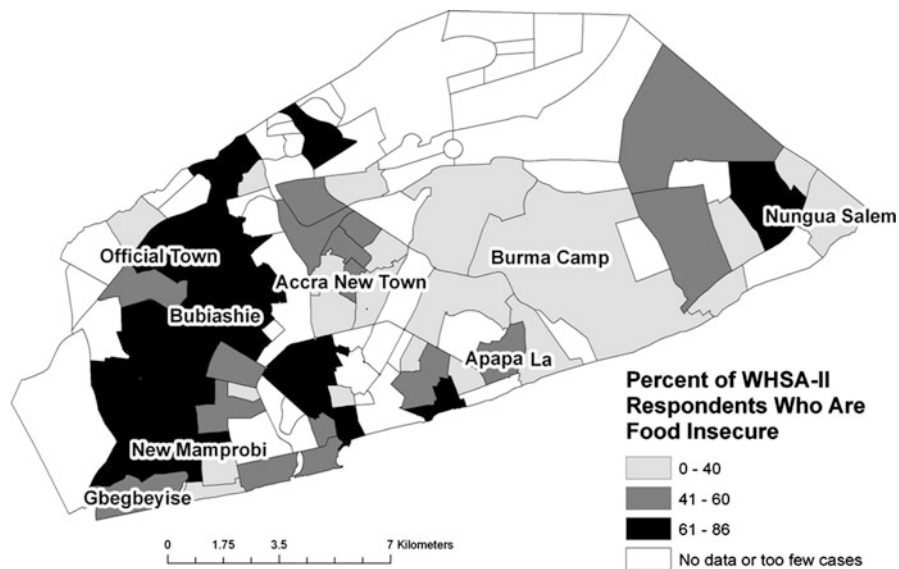 Nungua Salem
Official Town
Burma Camp
Accra New Town
Bubiashie
Apapa La
Percent of WHSA-II
Respondents Who Are
Food Insecure
New Mamprobi
0 - 40
Gbegbeyise
41 - 60
61 - 86
0 1.75 3.5 7 Kilometers
No data or too few cases